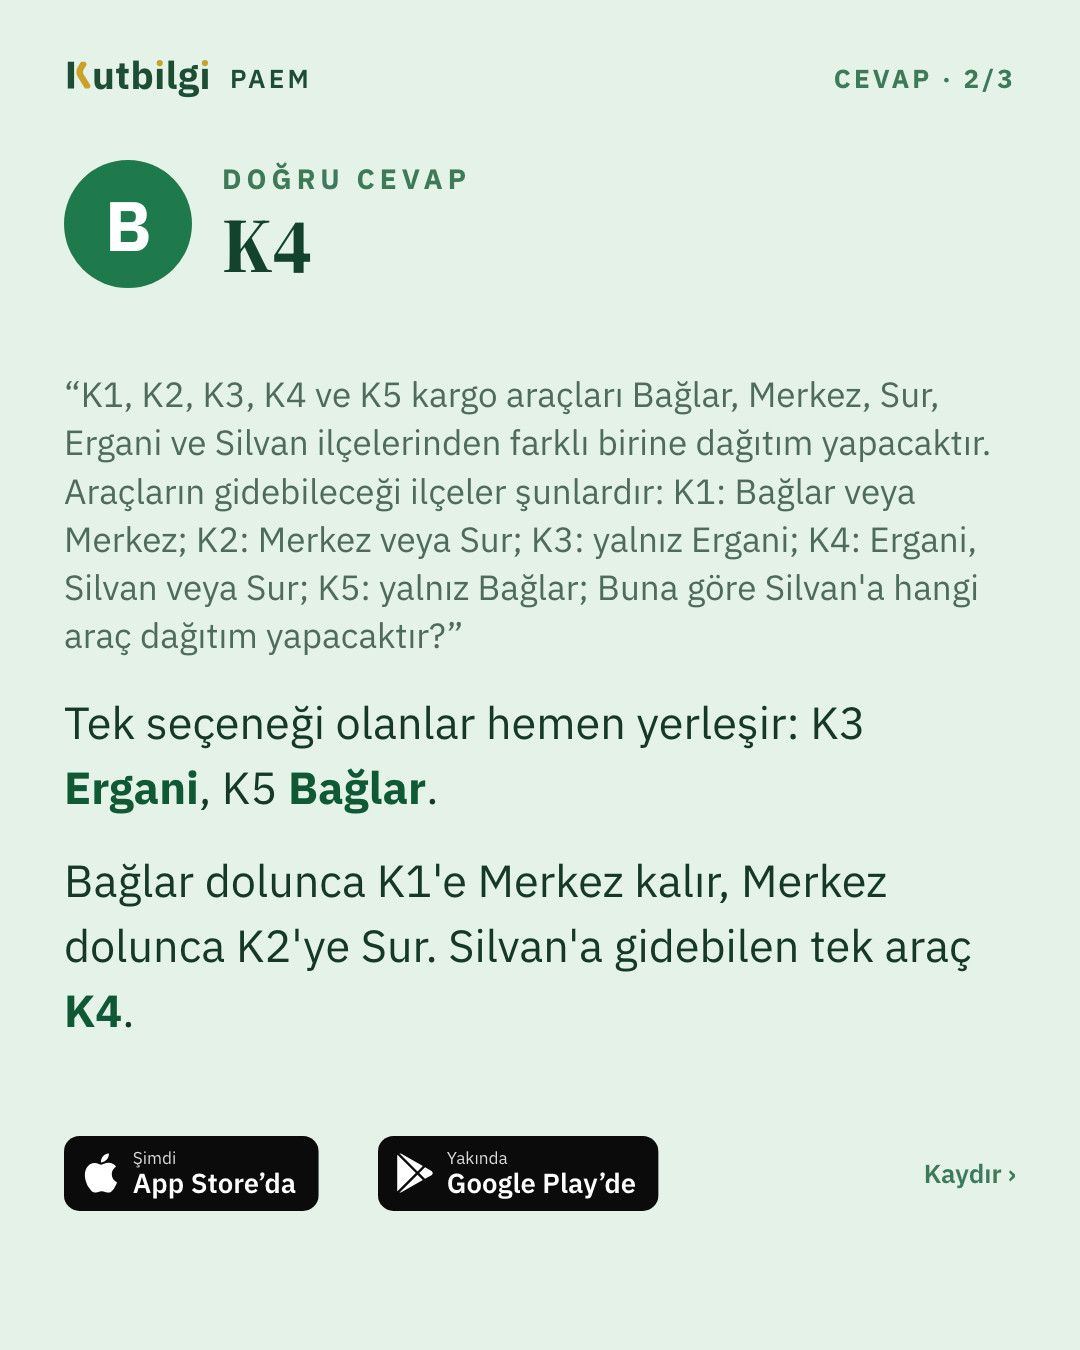 Kutbilgi PAEM
CEVAP · 2/3
B
DOĞRU CEVAP
K4
“K1, K2, K3, K4 ve K5 kargo araçları Bağlar, Merkez, Sur,
Ergani ve Silvan ilçelerinden farklı birine dağıtım yapacaktır.
Araçların gidebileceği ilçeler şunlardır: K1: Bağlar veya
Merkez; K2: Merkez veya Sur; K3: yalnız Ergani; K4: Ergani,
Silvan veya Sur; K5: yalnız Bağlar; Buna göre Silvan'a hangi
araç dağıtım yapacaktır?”
Tek seçeneği olanlar hemen yerleşir: K3
Ergani, K5 Bağlar.
Bağlar dolunca K1'e Merkez kalır, Merkez
dolunca K2'ye Sur. Silvan'a gidebilen tek araç
K4.
Şimdi
App Store’da
Yakında
Google Play’de
Kaydır ›